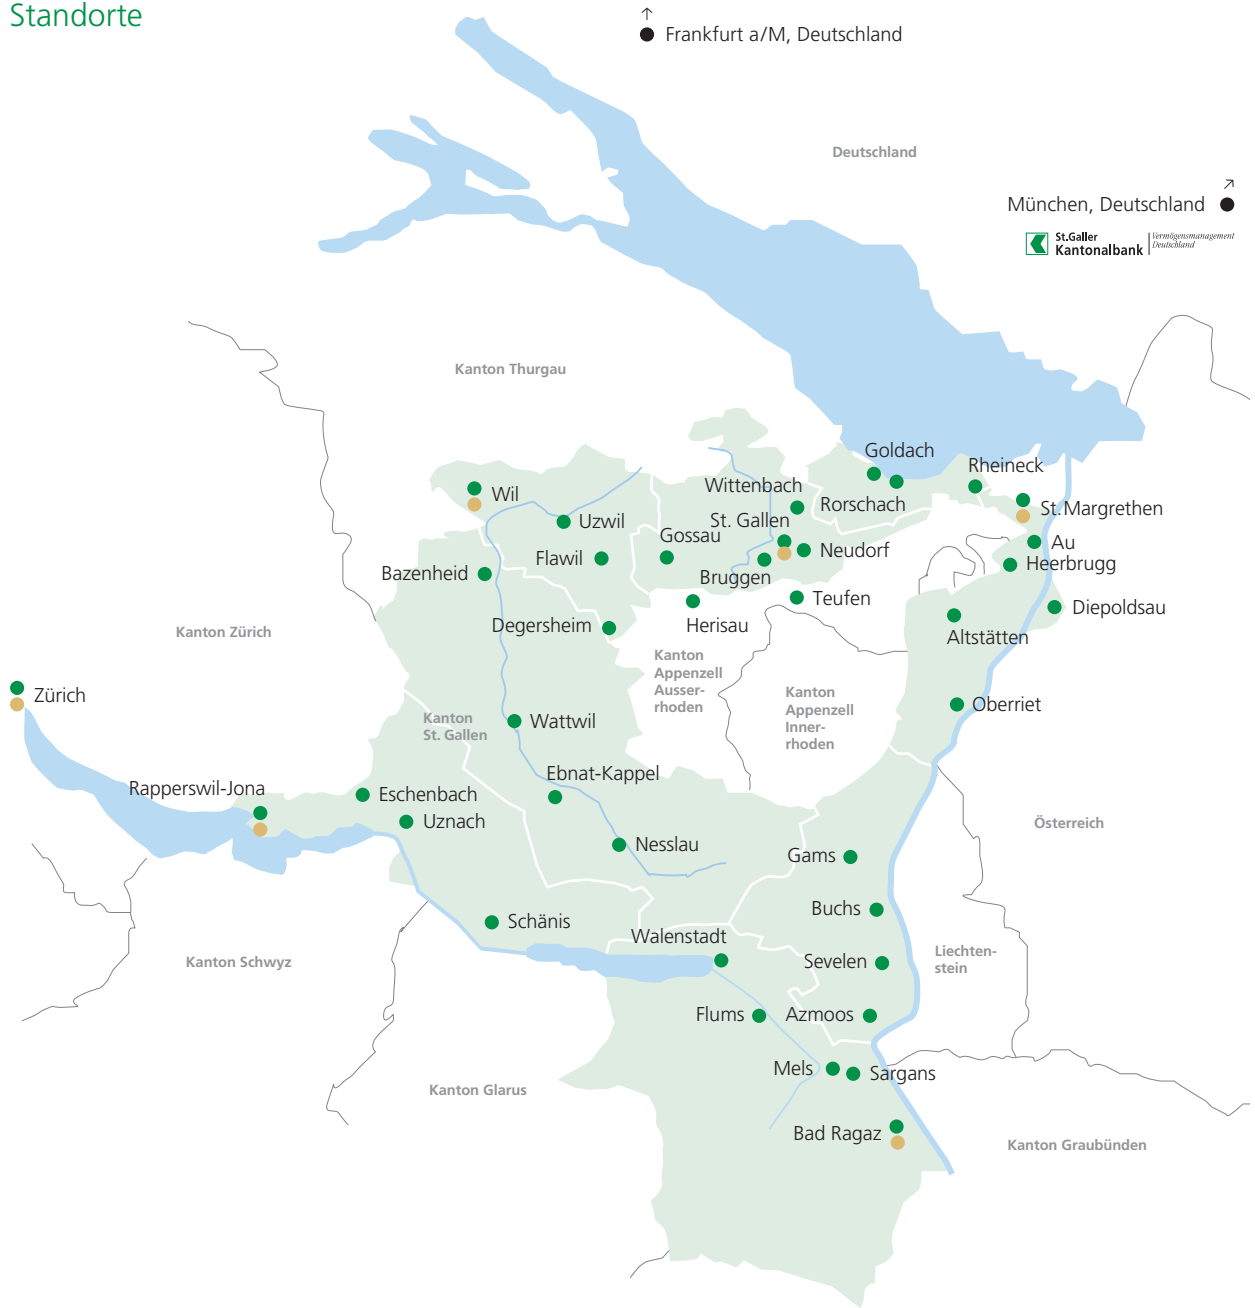 Standorte
Frankfurt a/M, Deutschland
Deutschland
München, Deutschland
St.Galler
Kantonalbank
Vermögensmanagement
Deutschland
Kanton Thurgau
Goldach
Rheineck
Wil
Wittenbach
Rorschach
St.Margrethen
Uzwil
St. Gallen
Gossau
Neudorf
Au
Flawil
Heerbrugg
Bazenheid
Bruggen
Teufen
Diepoldsau
Degersheim
Herisau
Altstätten
Kanton Zürich
Kanton
Appenzell
Ausser-
rhoden
Kanton
Appenzell
Inner-
rhoden
Zürich
Oberriet
Kanton
St. Gallen
Wattwil
Ebnat-Kappel
Rapperswil-Jona
Eschenbach
Uznach
Österreich
Nesslau
Gams
Buchs
Schänis
Walenstadt
Sevelen
Liechten-
stein
Kanton Schwyz
Flums
Azmoos
Mels
Sargans
Kanton Glarus
Bad Ragaz
Kanton Graubünden